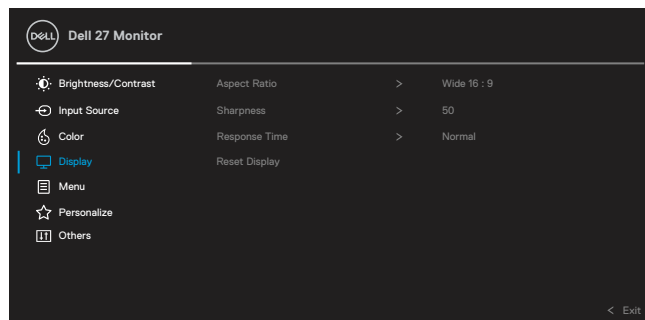 DELL Dell 27 Monitor
Brightness/Contrast Aspect Ratio > Wide 16 : 9
Input Source Sharpness > 50
Color Response Time > Normal
Display Reset Display
Menu
Personalize
Others
< Exit